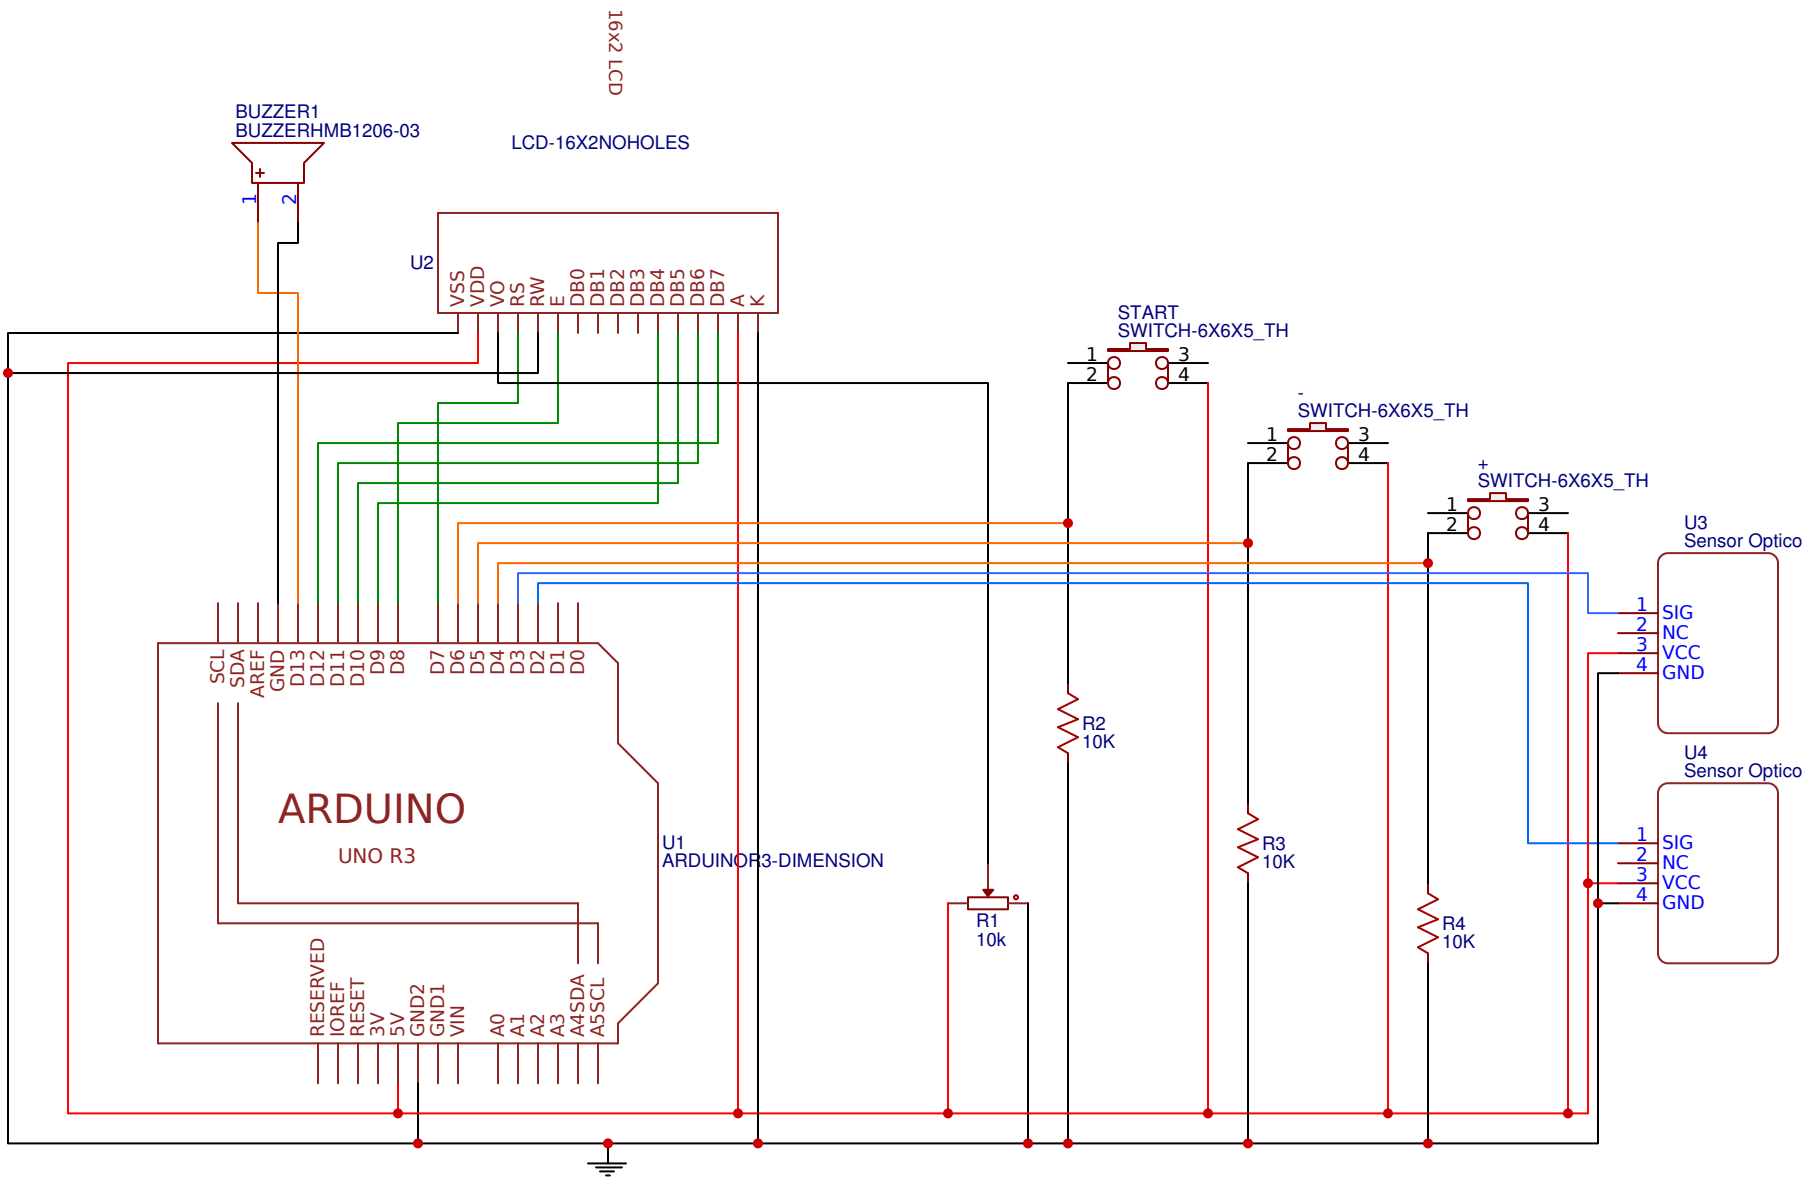 16x2 LCD
BUZZER1
BUZZERHMB1206-03
+
1
2
LCD-16X2NOHOLES
U2
VSS
VDD
VO
RS
RW
E
DB0
DB1
DB2
DB3
DB4
DB5
DB6
DB7
A
K
START
SWITCH-6X6X5_TH
1
2
3
4
-
SWITCH-6X6X5_TH
1
2
3
4
+
SWITCH-6X6X5_TH
1
2
3
4
U3
Sensor Optico
1 SIG
2 NC
3 VCC
4 GND
U4
Sensor Optico
1 SIG
2 NC
3 VCC
4 GND
SCL
SDA
AREF
GND
D13
D12
D11
D10
D9
D8
D7
D6
D5
D4
D3
D2
D1
D0
ARDUINO
UNO R3
U1
ARDUINOR3-DIMENSION
RESERVED
IOREF
RESET
3V
5V
GND2
GND1
VIN
A0
A1
A2
A3
A4SDA
A5SCL
R1
10k
R2
10K
R3
10K
R4
10K